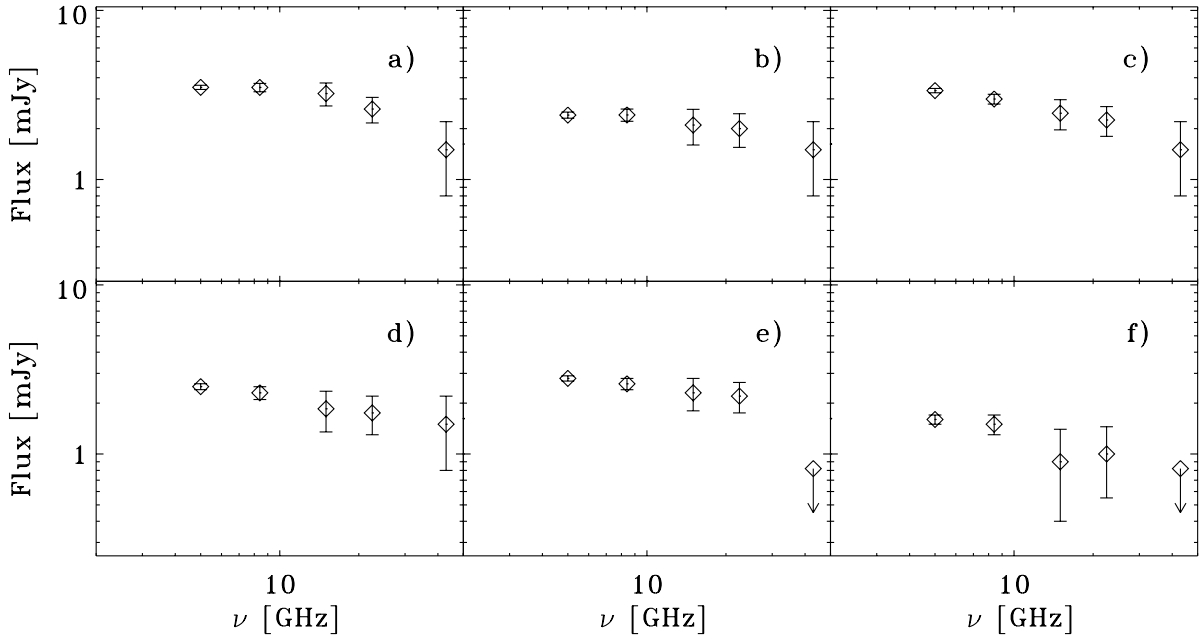 10
1
Flux [mJy]
a)
b)
c)
10
1
Flux [mJy]
d)
e)
f)
10
10
10
ν [GHz]
ν [GHz]
ν [GHz]